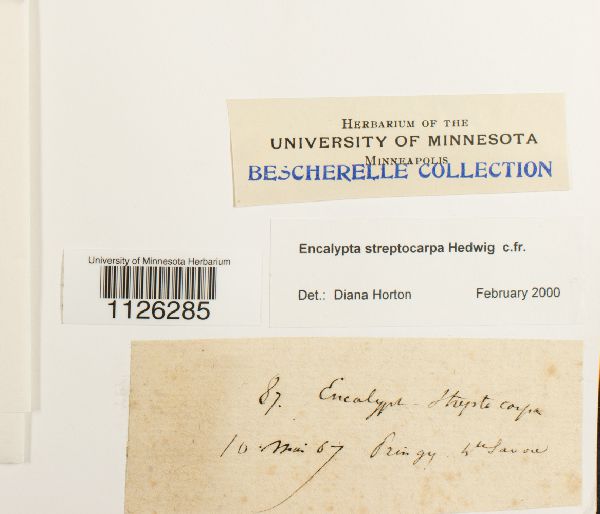 HERBARIUM OF THE
UNIVERSITY OF MINNESOTA
MINNEAPOLIS
BESCHERELLE COLLECTION
Encalypta streptocarpa Hedwig c.fr.
Det.: Diana Horton February 2000
University of Minnesota Herbarium
1126285
87. Encalypt - Streptocarpa
10 Mai 67 Pringy Hte Savoie